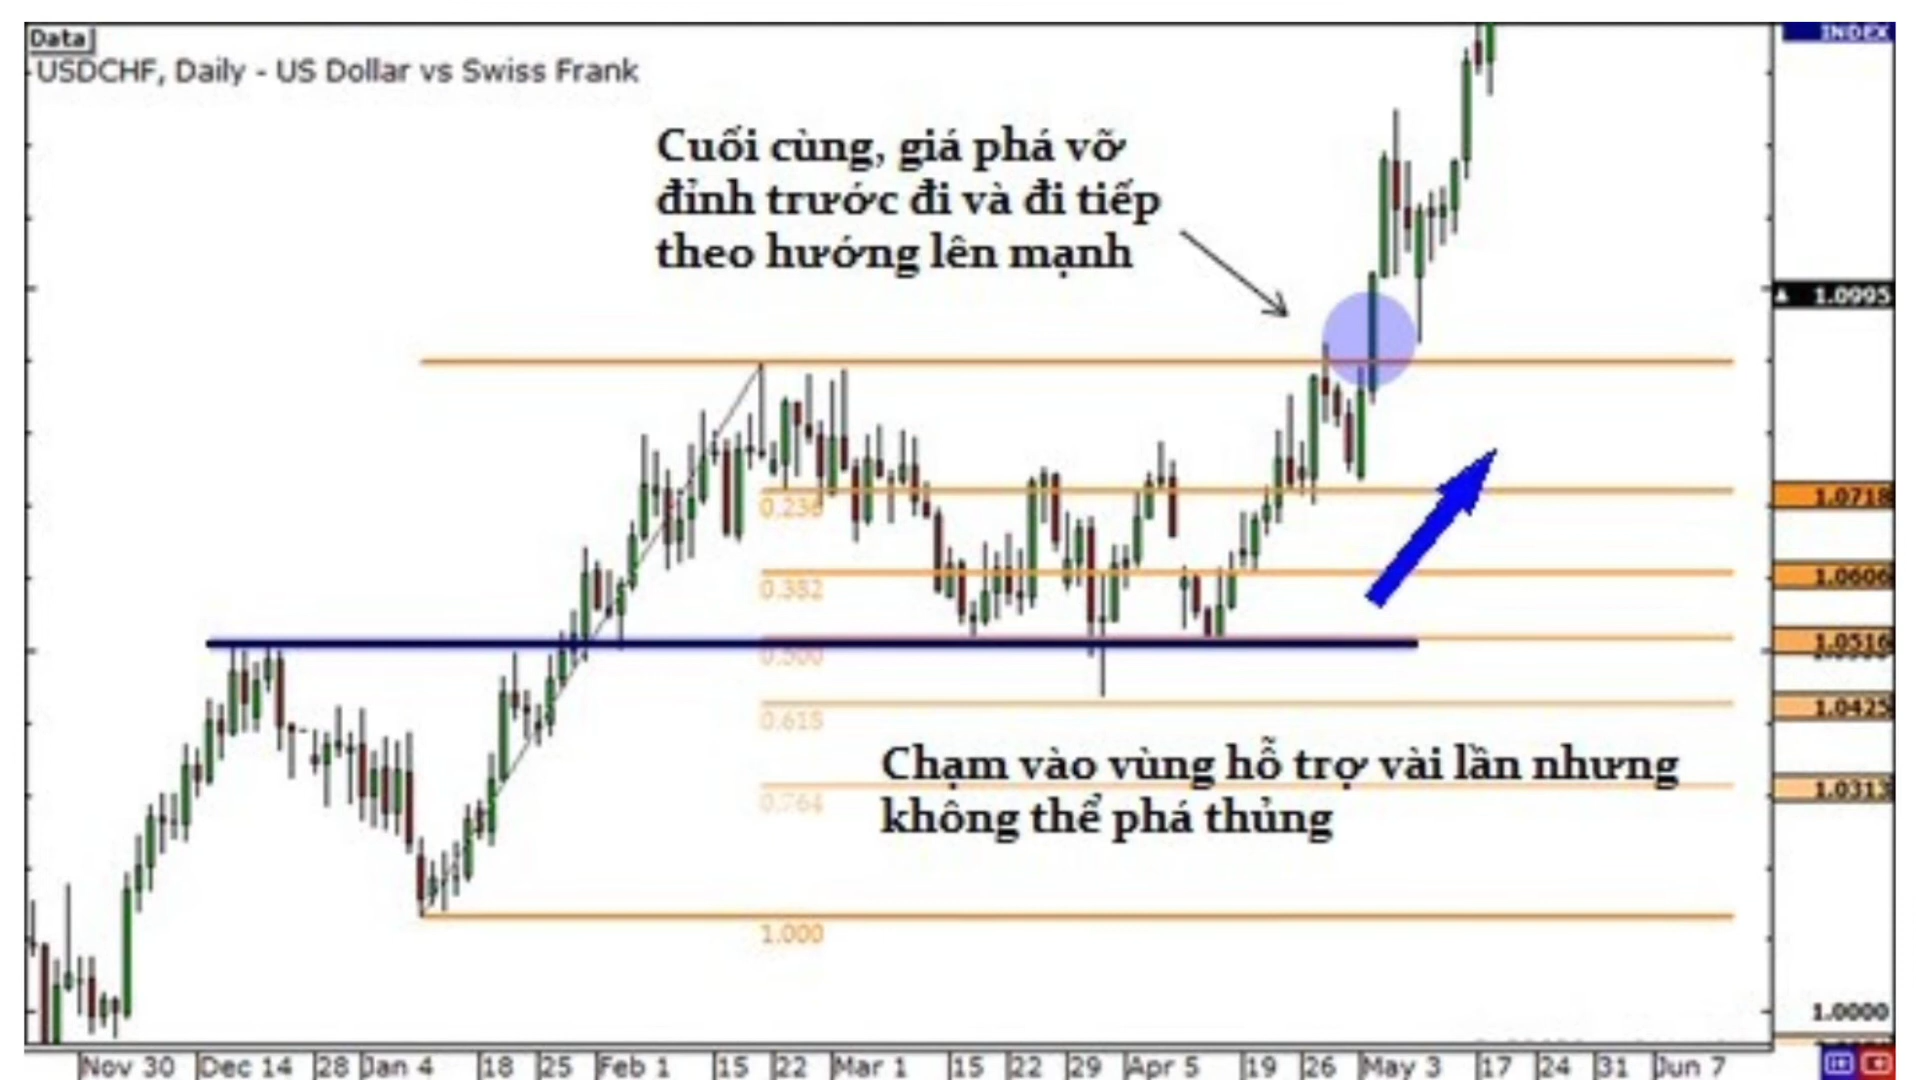 Data
INDEX
USDCHF, Daily - US Dollar vs Swiss Frank
Cuối cùng, giá phá vỡ
đỉnh trước đi và đi tiếp
theo hướng lên mạnh
1.0995
0.236
1.0718
0.382
1.0606
0.500
1.0516
0.618
1.0425
Chạm vào vùng hỗ trợ vài lần nhưng
không thể phá thủng
0.764
1.0313
1.000
1.0000
Nov 30 Dec 14 28 Jan 4 18 25 Feb 1 15 22 Mar 1 15 22 29 Apr 5 19 26 May 3 17 24 31 Jun 7